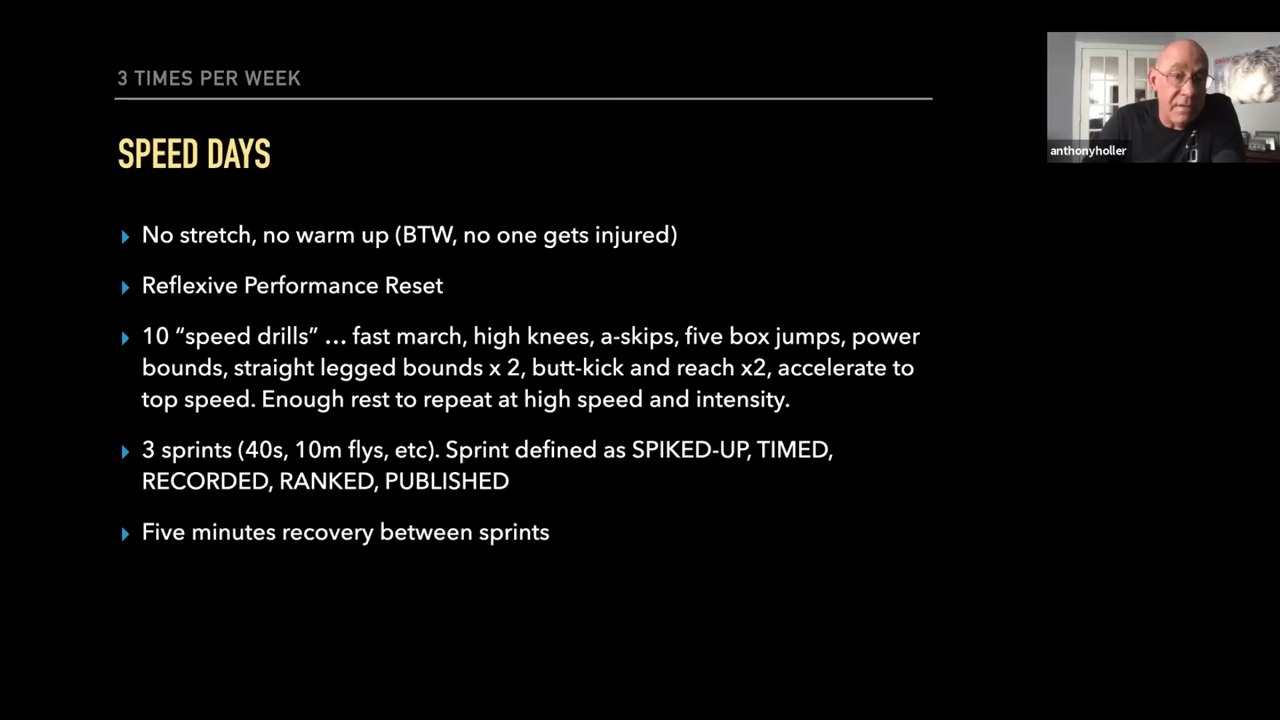 3 TIMES PER WEEK
SPEED DAYS
No stretch, no warm up (BTW, no one gets injured)
Reflexive Performance Reset
10 “speed drills” … fast march, high knees, a-skips, five box jumps, power
bounds, straight legged bounds x 2, butt-kick and reach x2, accelerate to
top speed. Enough rest to repeat at high speed and intensity.
3 sprints (40s, 10m flys, etc). Sprint defined as SPIKED-UP, TIMED,
RECORDED, RANKED, PUBLISHED
Five minutes recovery between sprints
anthonyholler